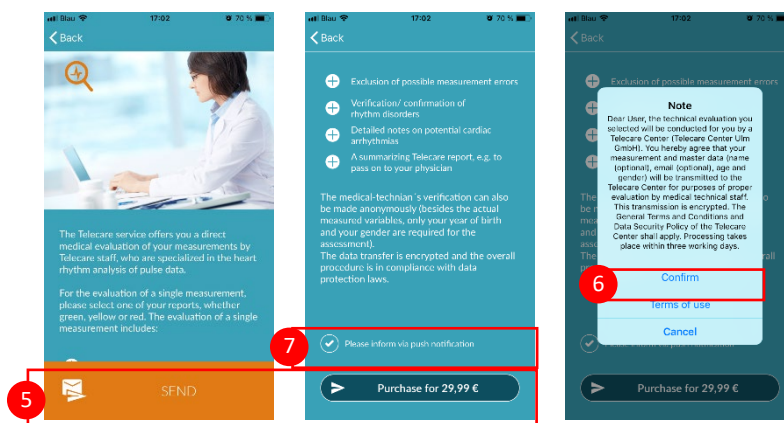 Blau 17:02 70 %
Back
The Telecare service offers you a direct
medical evaluation of your measurements by
Telecare staff, who are specialized in the heart
rhythm analysis of pulse data.
For the evaluation of a single measurement,
please select one of your reports, whether
green, yellow or red. The evaluation of a single
measurement includes:
5
SEND
Blau 17:02 70 %
Back
Exclusion of possible measurement errors
Verification/ confirmation of
rhythm disorders
Detailed notes on potential cardiac
arrhythmias
A summarizing Telecare report, e.g. to
pass on to your physician
The medical-technian´s verification can also
be made anonymously (besides the actual
measured variables, only your year of birth
and your gender are required for the
assessment).
The data transfer is encrypted and the overall
procedure is in compliance with data
protection laws.
7
Please inform via push notification
Purchase for 29,99 €
Blau 17:02 70 %
Back
Exclusion of possible measurement errors
Note
Dear User, the technical evaluation you
selected will be conducted for you by a
Telecare Center (Telecare Center Ulm
GmbH). You hereby agree that your
measurement and master data (name
(optional), email (optional), age and
gender) will be transmitted to the
Telecare Center for purposes of proper
evaluation by medical technical staff.
This transmission is encrypted. The
General Terms and Conditions and
Data Security Policy of the Telecare
Center shall apply. Processing takes
place within three working days.
6
Confirm
Terms of use
Cancel
Purchase for 29,99 €